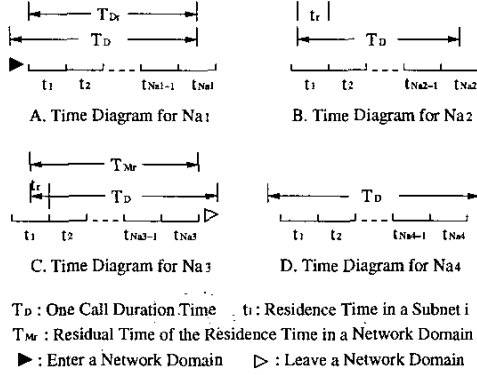 TDr
TD
t1 t2 tNa1-1 tNa1
A. Time Diagram for Na1
tr
TD
t1 t2 tNa2-1 tNa2
B. Time Diagram for Na2
TMr
tr
TD
t1 t2 tNa3-1 tNa3
C. Time Diagram for Na3
TD
t1 t2 tNa4-1 tNa4
D. Time Diagram for Na4
TD : One Call Duration Time ti : Residence Time in a Subnet i
TMr : Residual Time of the Residence Time in a Network Domain
▶ : Enter a Network Domain ▷ : Leave a Network Domain